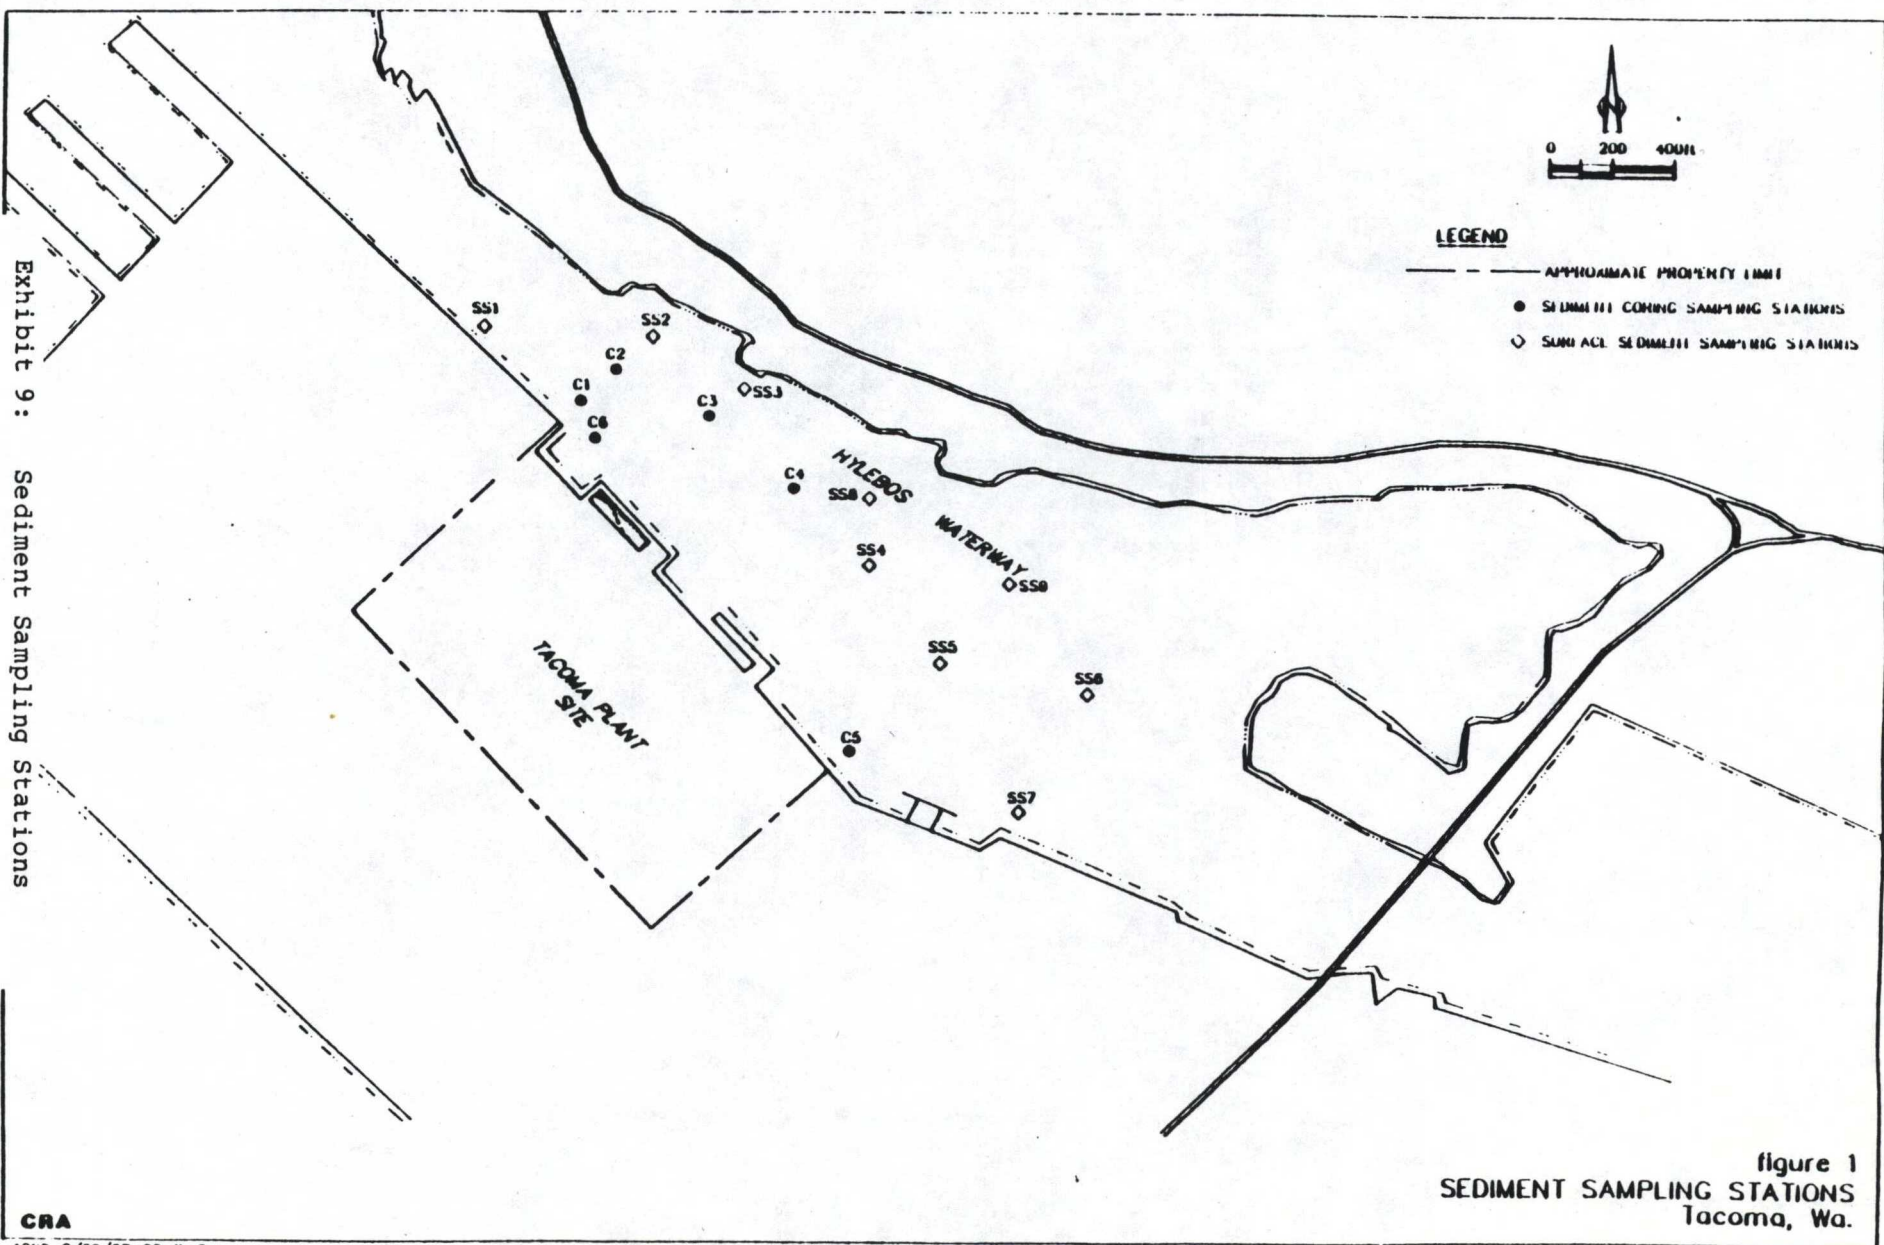 Exhibit 9: Sediment Sampling Stations
0 200 400ft
LEGEND
APPROXIMATE PROPERTY LIMIT
SEDIMENT CORING SAMPLING STATIONS
SURFACE SEDIMENT SAMPLING STATIONS
SS1
SS2
C2
C1
C3
SS3
C6
C4
HYLEBOS
SS8
WATERWAY
SS4
SS9
TACOMA PLANT
SITE
SS5
SS6
C5
SS7
figure 1
SEDIMENT SAMPLING STATIONS
Tacoma, Wa.
CRA